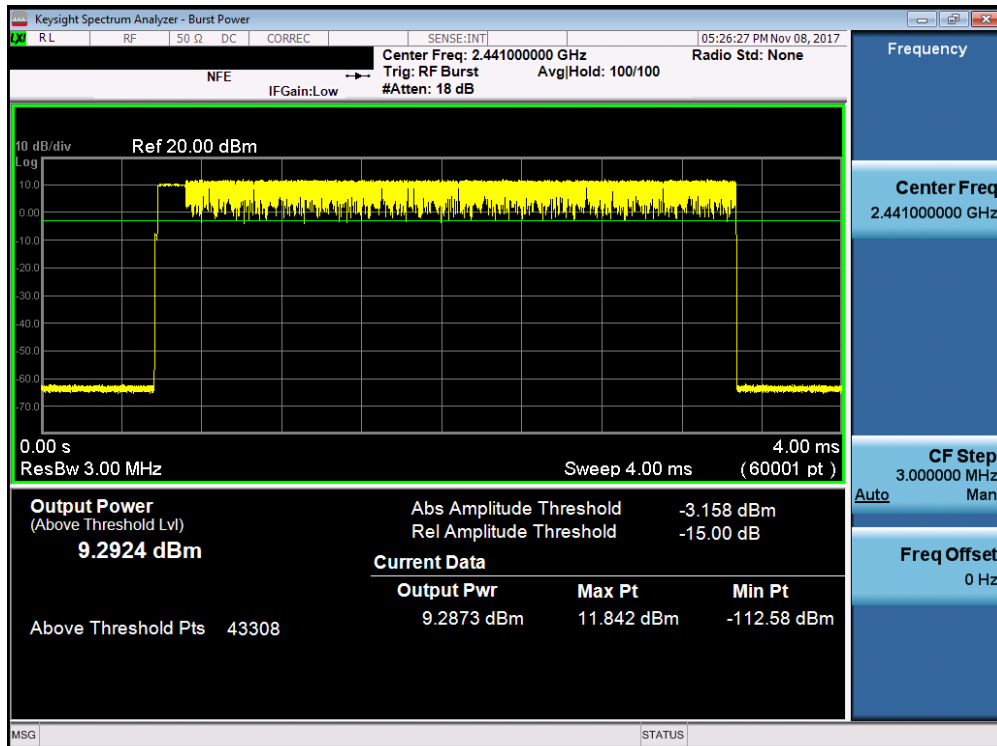 Keysight Spectrum Analyzer - Burst Power
LXI RL RF 50 Ω DC CORREC SENSE:INT 05:26:27 PM Nov 08, 2017
Center Freq: 2.441000000 GHz Radio Std: None
NFE Trig: RF Burst Avg|Hold: 100/100
IFGain:Low #Atten: 18 dB
Frequency
10 dB/div Ref 20.00 dBm
Log
10.0
0.00
-10.0
-20.0
-30.0
-40.0
-50.0
-60.0
-70.0
0.00 s 4.00 ms
ResBw 3.00 MHz Sweep 4.00 ms (60001 pt )
Output Power
(Above Threshold Lvl)
9.2924 dBm
Above Threshold Pts 43308
Abs Amplitude Threshold -3.158 dBm
Rel Amplitude Threshold -15.00 dB
Current Data
Output Pwr Max Pt Min Pt
9.2873 dBm 11.842 dBm -112.58 dBm
Center Freq
2.441000000 GHz
CF Step
3.000000 MHz
Auto Man
Freq Offset
0 Hz
MSG STATUS